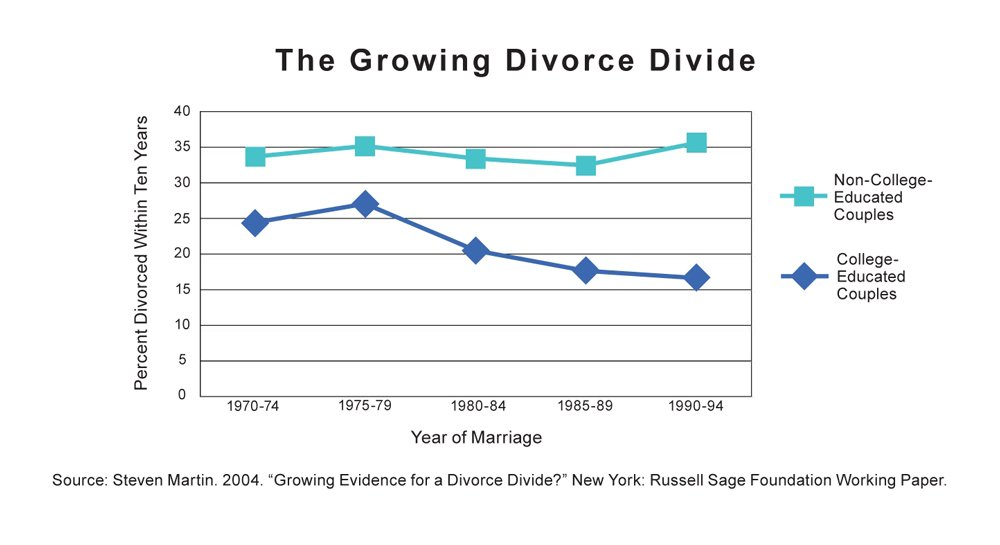 The Growing Divorce Divide
Percent Divorced Within Ten Years
40
35
30
25
20
15
10
5
0
1970-74 1975-79 1980-84 1985-89 1990-94
Year of Marriage
Non-College-
Educated
Couples
College-
Educated
Couples
Source: Steven Martin. 2004. “Growing Evidence for a Divorce Divide?” New York: Russell Sage Foundation Working Paper.